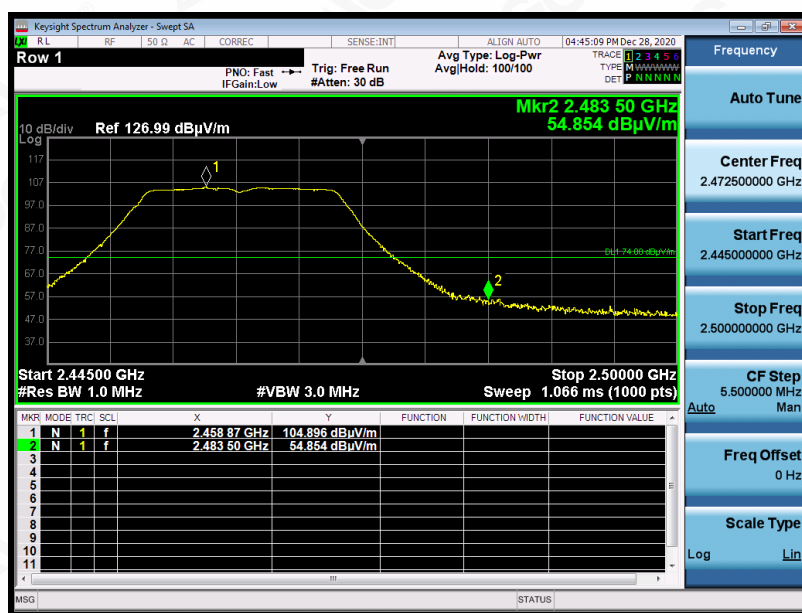 Keysight Spectrum Analyzer - Swept SA
LXI RL RF 50 Ω AC CORREC SENSE:INT ALIGN AUTO 04:45:09 PM Dec 28, 2020
Row 1
PNO: Fast
IFGain:Low
Trig: Free Run
#Atten: 30 dB
Avg Type: Log-Pwr
Avg|Hold: 100/100
TRACE 1 2 3 4 5 6
TYPE M WWWWW
DET P N N N N N
Mkr2 2.483 50 GHz
54.854 dBµV/m
10 dB/div Ref 126.99 dBµV/m
Log
117
107
97.0
87.0
77.0
67.0
57.0
47.0
37.0
1
DL1 74.00 dBµV/m
2
Start 2.44500 GHz Stop 2.50000 GHz
#Res BW 1.0 MHz #VBW 3.0 MHz Sweep 1.066 ms (1000 pts)
MKR MODE TRC SCL X Y FUNCTION FUNCTION WIDTH FUNCTION VALUE
1 N 1 f 2.458 87 GHz 104.896 dBµV/m
2 N 1 f 2.483 50 GHz 54.854 dBµV/m
3
4
5
6
7
8
9
10
11
MSG STATUS
Frequency
Auto Tune
Center Freq
2.472500000 GHz
Start Freq
2.445000000 GHz
Stop Freq
2.500000000 GHz
CF Step
5.500000 MHz
Auto Man
Freq Offset
0 Hz
Scale Type
Log Lin